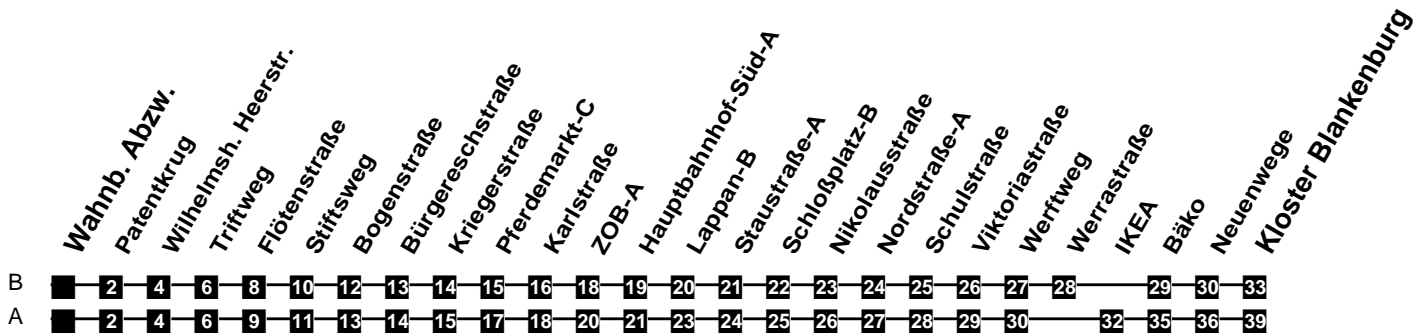 Wahnb. Abzw.
Patentkrug
Wilhelmsh. Heerstr.
Triftweg
Flötenstraße
Stiftsweg
Bogenstraße
Bürgereschstraße
Kriegerstraße
Pferdemarkt-C
Karlstraße
ZOB-A
Hauptbahnhof-Süd-A
Lappan-B
Staustraße-A
Schloßplatz-B
Nikolausstraße
Nordstraße-A
Schulstraße
Viktoriastraße
Werftweg
Werrastraße
IKEA
Bäko
Neuenwege
Kloster Blankenburg
B 2 4 6 8 10 12 13 14 15 16 18 19 20 21 22 23 24 25 26 27 28 29 30 33
A 2 4 6 9 11 13 14 15 17 18 20 21 23 24 25 26 27 28 29 30 32 35 36 39